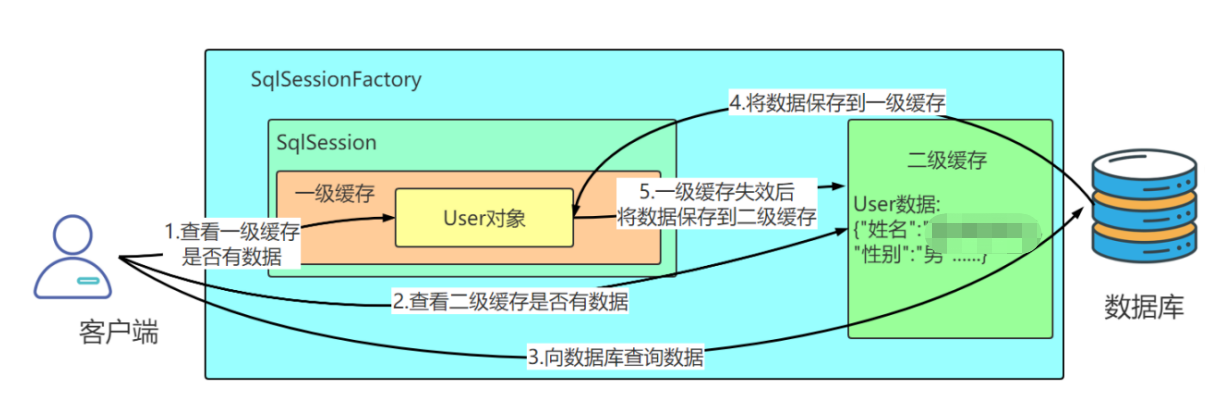 SqlSessionFactory
4.将数据保存到一级缓存
SqlSession
二级缓存
一级缓存
User对象
5.一级缓存失效后
将数据保存到二级缓存
User数据:
{"姓名":"
"性别":"男"......}
1.查看一级缓存
是否有数据
2.查看二级缓存是否有数据
数据库
客户端
3.向数据库查询数据